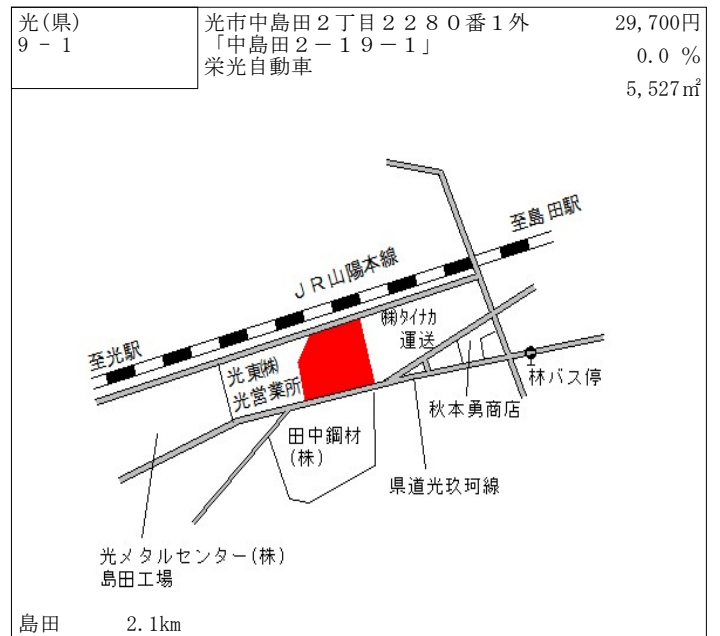 光(県)
9 - 1
光市中島田2丁目2280番1外
「中島田2-19-1」
栄光自動車
29,700円
0.0 %
5,527㎡
至島田駅
JR山陽本線
㈱タイナカ
運送
至光駅
光東㈱
光営業所
林バス停
秋本勇商店
田中鋼材
(株)
県道光玖珂線
光メタルセンター(株)
島田工場
島田 2.1km